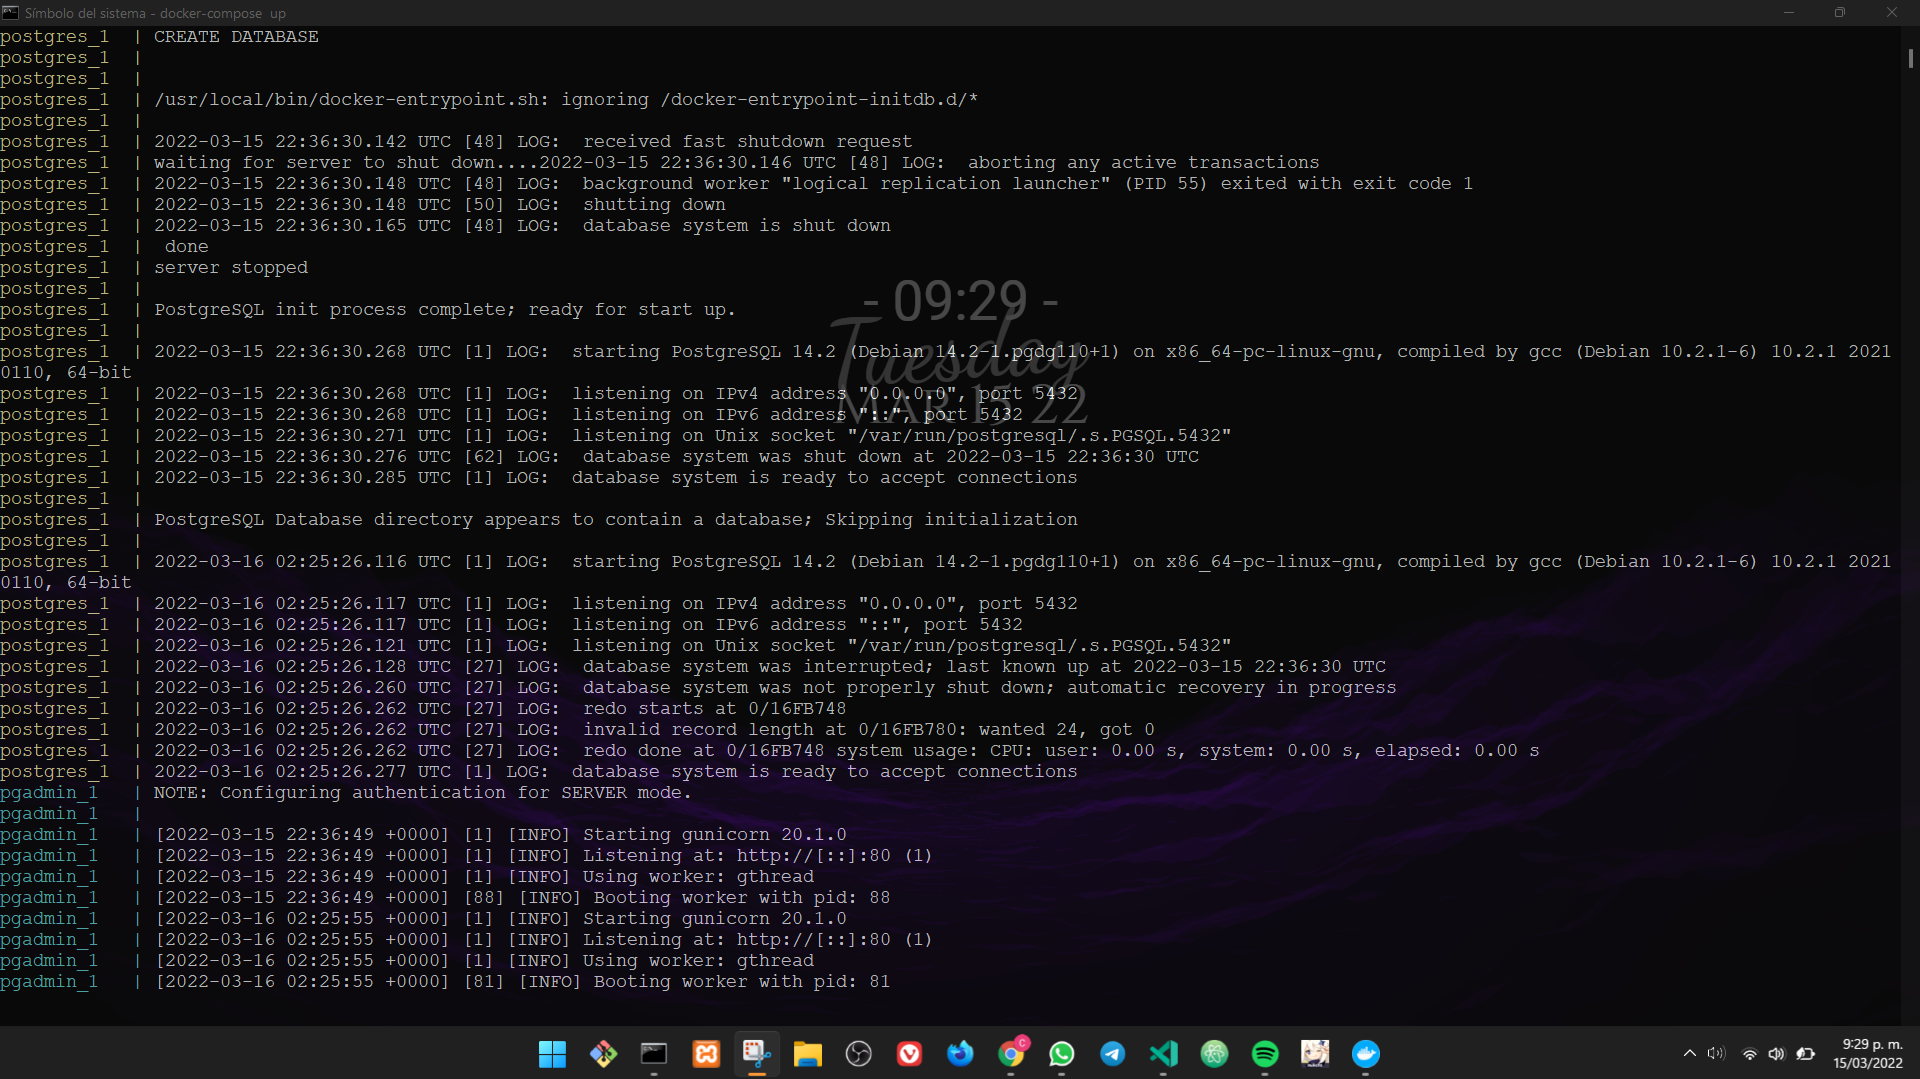 Símbolo del sistema - docker-compose  up
postgres_1  | CREATE DATABASE
postgres_1  |
postgres_1  |
postgres_1  | /usr/local/bin/docker-entrypoint.sh: ignoring /docker-entrypoint-initdb.d/*
postgres_1  |
postgres_1  | 2022-03-15 22:36:30.142 UTC [48] LOG:  received fast shutdown request
postgres_1  | waiting for server to shut down....2022-03-15 22:36:30.146 UTC [48] LOG:  aborting any active transactions
postgres_1  | 2022-03-15 22:36:30.148 UTC [48] LOG:  background worker "logical replication launcher" (PID 55) exited with exit code 1
postgres_1  | 2022-03-15 22:36:30.148 UTC [50] LOG:  shutting down
postgres_1  | 2022-03-15 22:36:30.165 UTC [48] LOG:  database system is shut down
postgres_1  |  done
postgres_1  | server stopped
postgres_1  |
postgres_1  | PostgreSQL init process complete; ready for start up.
postgres_1  |
postgres_1  | 2022-03-15 22:36:30.268 UTC [1] LOG:  starting PostgreSQL 14.2 (Debian 14.2-1.pgdg110+1) on x86_64-pc-linux-gnu, compiled by gcc (Debian 10.2.1-6) 10.2.1 2021
0110, 64-bit
postgres_1  | 2022-03-15 22:36:30.268 UTC [1] LOG:  listening on IPv4 address "0.0.0.0", port 5432
postgres_1  | 2022-03-15 22:36:30.268 UTC [1] LOG:  listening on IPv6 address "::", port 5432
postgres_1  | 2022-03-15 22:36:30.271 UTC [1] LOG:  listening on Unix socket "/var/run/postgresql/.s.PGSQL.5432"
postgres_1  | 2022-03-15 22:36:30.276 UTC [62] LOG:  database system was shut down at 2022-03-15 22:36:30 UTC
postgres_1  | 2022-03-15 22:36:30.285 UTC [1] LOG:  database system is ready to accept connections
postgres_1  |
postgres_1  | PostgreSQL Database directory appears to contain a database; Skipping initialization
postgres_1  |
postgres_1  | 2022-03-16 02:25:26.116 UTC [1] LOG:  starting PostgreSQL 14.2 (Debian 14.2-1.pgdg110+1) on x86_64-pc-linux-gnu, compiled by gcc (Debian 10.2.1-6) 10.2.1 2021
0110, 64-bit
postgres_1  | 2022-03-16 02:25:26.117 UTC [1] LOG:  listening on IPv4 address "0.0.0.0", port 5432
postgres_1  | 2022-03-16 02:25:26.117 UTC [1] LOG:  listening on IPv6 address "::", port 5432
postgres_1  | 2022-03-16 02:25:26.121 UTC [1] LOG:  listening on Unix socket "/var/run/postgresql/.s.PGSQL.5432"
postgres_1  | 2022-03-16 02:25:26.128 UTC [27] LOG:  database system was interrupted; last known up at 2022-03-15 22:36:30 UTC
postgres_1  | 2022-03-16 02:25:26.260 UTC [27] LOG:  database system was not properly shut down; automatic recovery in progress
postgres_1  | 2022-03-16 02:25:26.262 UTC [27] LOG:  redo starts at 0/16FB748
postgres_1  | 2022-03-16 02:25:26.262 UTC [27] LOG:  invalid record length at 0/16FB780: wanted 24, got 0
postgres_1  | 2022-03-16 02:25:26.262 UTC [27] LOG:  redo done at 0/16FB748 system usage: CPU: user: 0.00 s, system: 0.00 s, elapsed: 0.00 s
postgres_1  | 2022-03-16 02:25:26.277 UTC [1] LOG:  database system is ready to accept connections
pgadmin_1   | NOTE: Configuring authentication for SERVER mode.
pgadmin_1   |
pgadmin_1   | [2022-03-15 22:36:49 +0000] [1] [INFO] Starting gunicorn 20.1.0
pgadmin_1   | [2022-03-15 22:36:49 +0000] [1] [INFO] Listening at: http://[::]:80 (1)
pgadmin_1   | [2022-03-15 22:36:49 +0000] [1] [INFO] Using worker: gthread
pgadmin_1   | [2022-03-15 22:36:49 +0000] [88] [INFO] Booting worker with pid: 88
pgadmin_1   | [2022-03-16 02:25:55 +0000] [1] [INFO] Starting gunicorn 20.1.0
pgadmin_1   | [2022-03-16 02:25:55 +0000] [1] [INFO] Listening at: http://[::]:80 (1)
pgadmin_1   | [2022-03-16 02:25:55 +0000] [1] [INFO] Using worker: gthread
pgadmin_1   | [2022-03-16 02:25:55 +0000] [81] [INFO] Booting worker with pid: 81
- 09:29 -
Tuesday
MAR 15 22
C
9:29 p. m.
15/03/2022